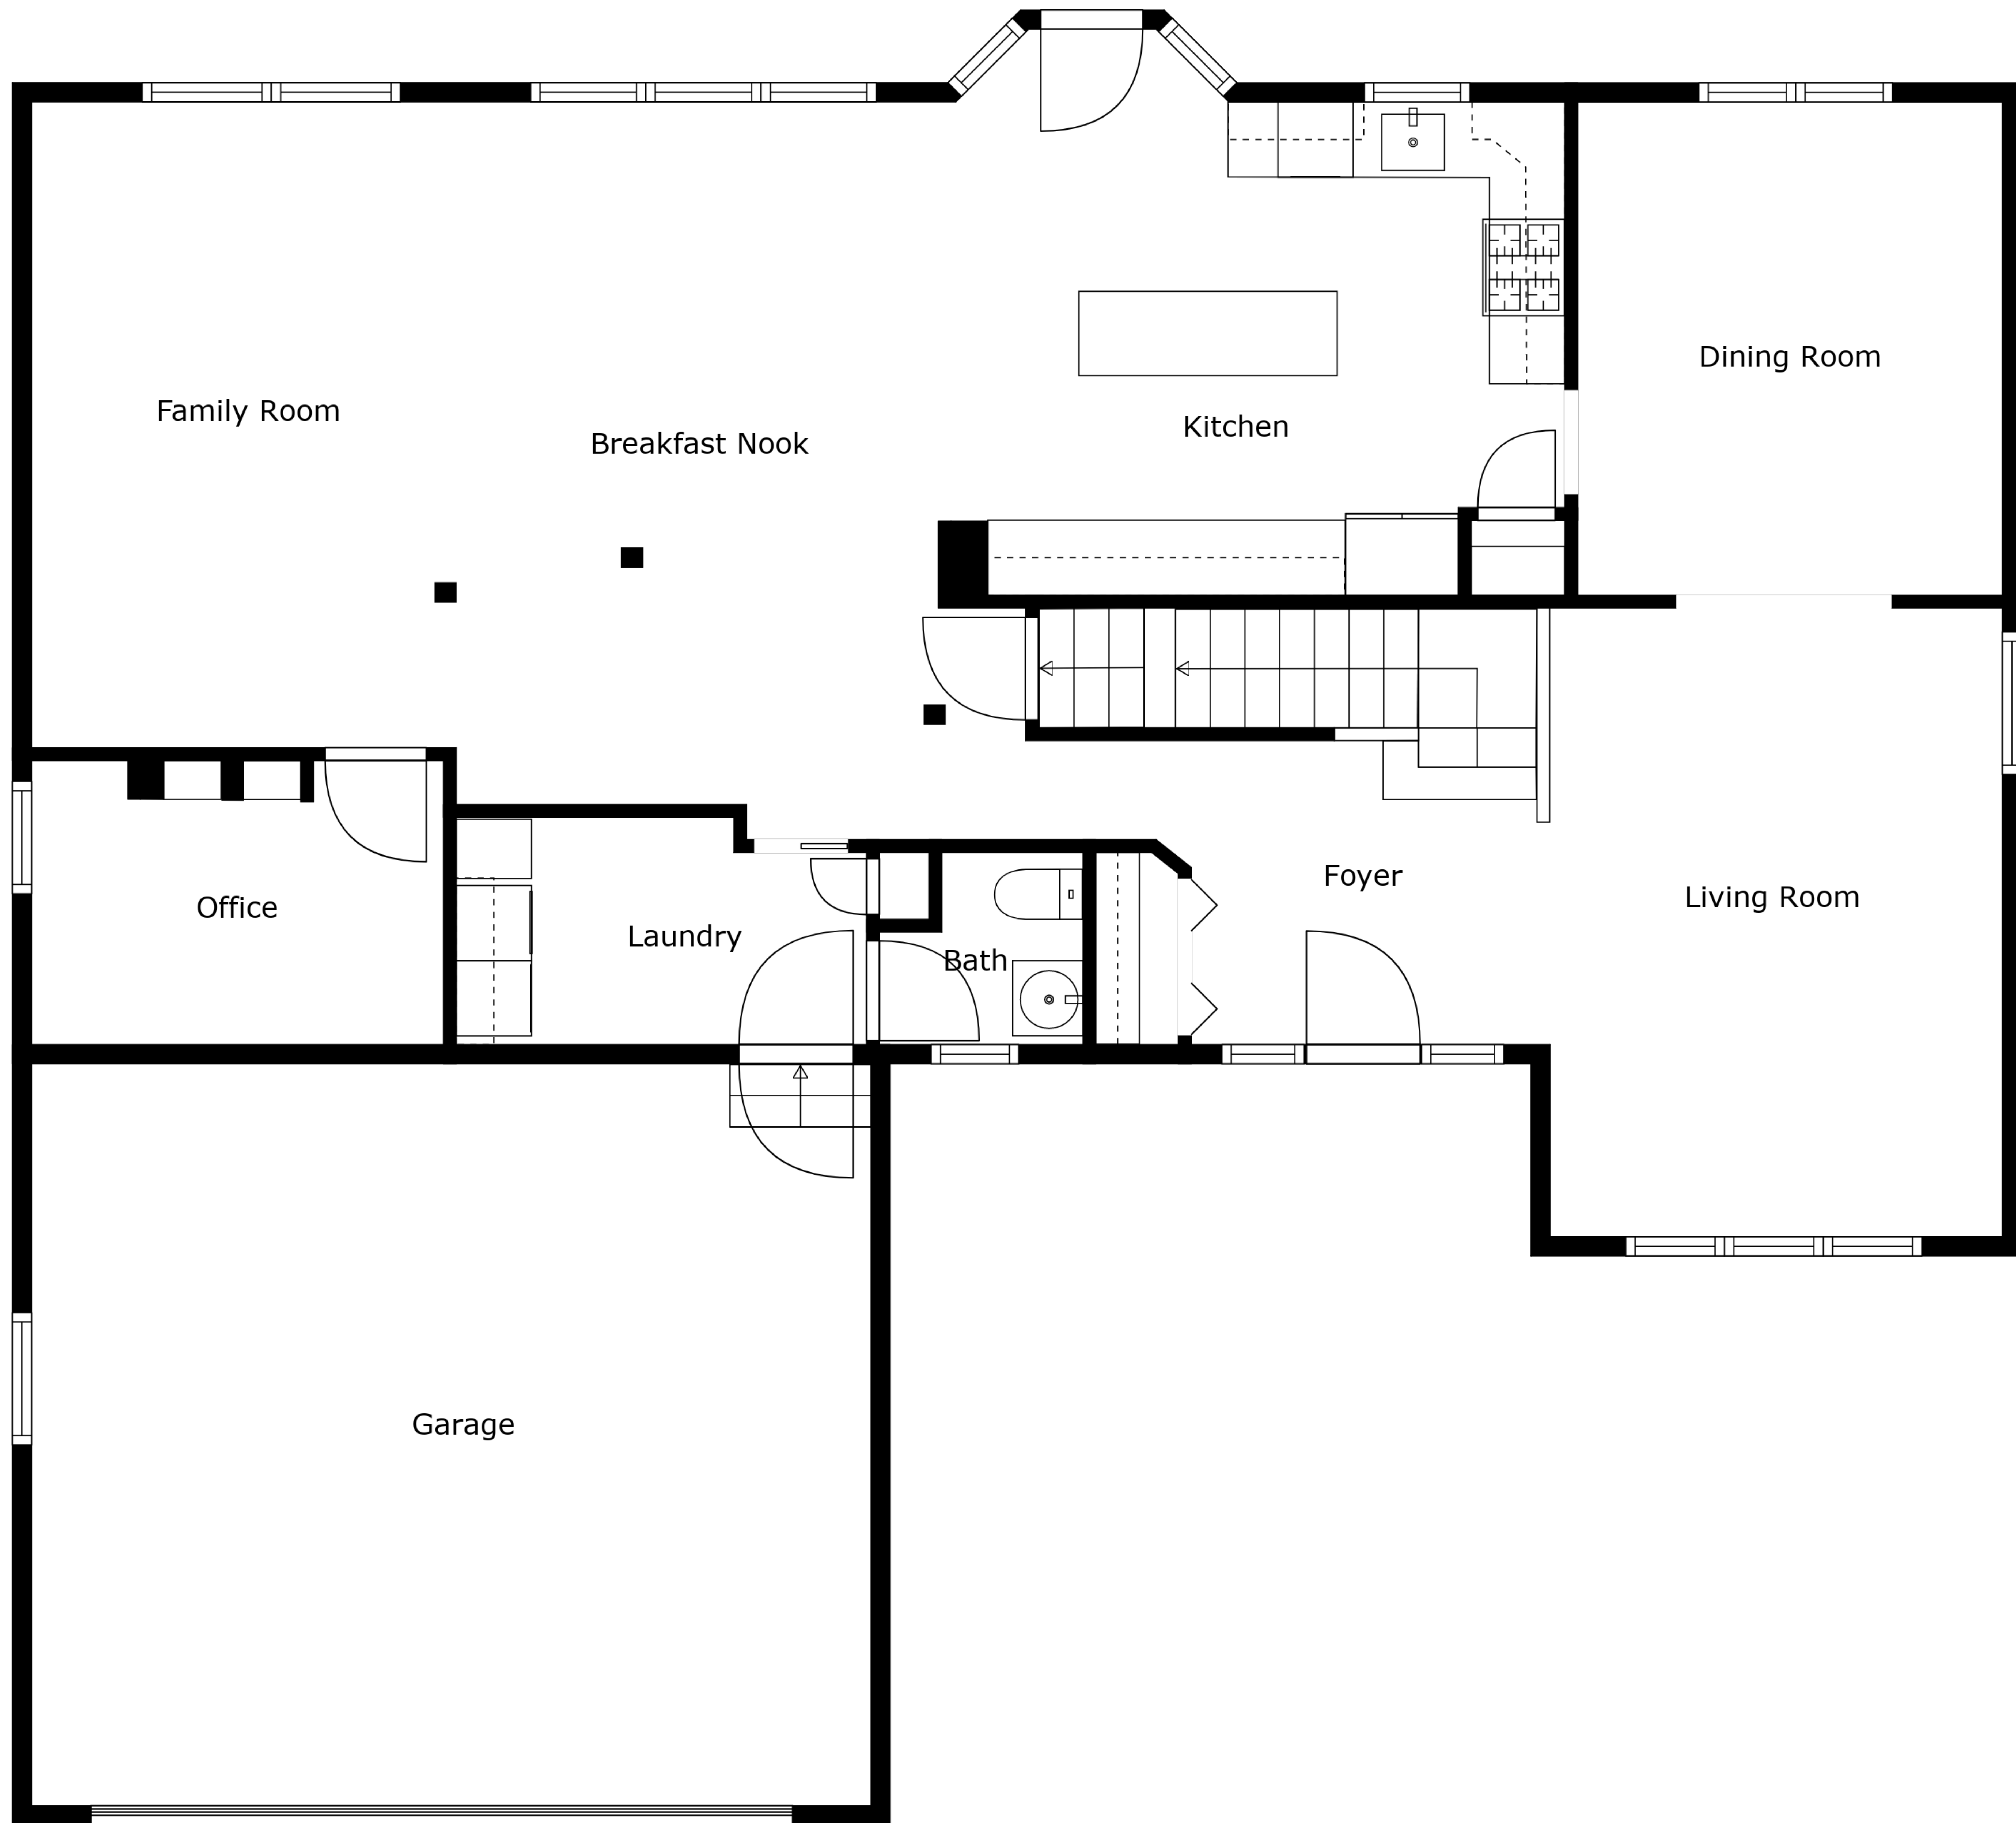 Dining Room
Family Room
Kitchen
Breakfast Nook
Foyer
Living Room
Office
Laundry
Bath
Garage